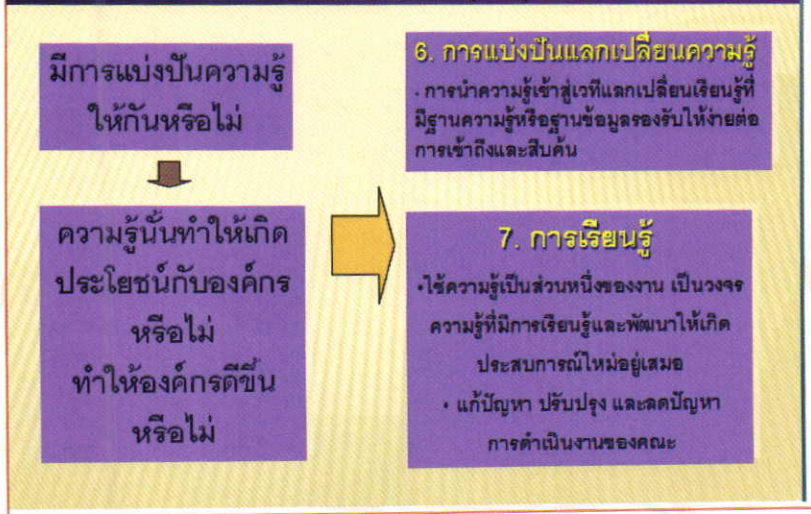 มีการแบ่งปันความรู้
ให้กันหรือไม่
6. การแบ่งปันแลกเปลี่ยนความรู้
- การนำความรู้เข้าสู่เวทีแลกเปลี่ยนเรียนรู้ที่
มีฐานความรู้หรือฐานข้อมูลรองรับให้ง่ายต่อ
การเข้าถึงและสืบค้น
ความรู้นั้นทำให้เกิด
ประโยชน์กับองค์กร
หรือไม่
ทำให้องค์กรดีขึ้น
หรือไม่
7. การเรียนรู้
•ใช้ความรู้เป็นส่วนหนึ่งของงาน เป็นวงจร
ความรู้ที่มีการเรียนรู้และพัฒนาให้เกิด
ประสบการณ์ใหม่อยู่เสมอ
• แก้ปัญหา ปรับปรุง และลดปัญหา
การดำเนินงานของคณะ